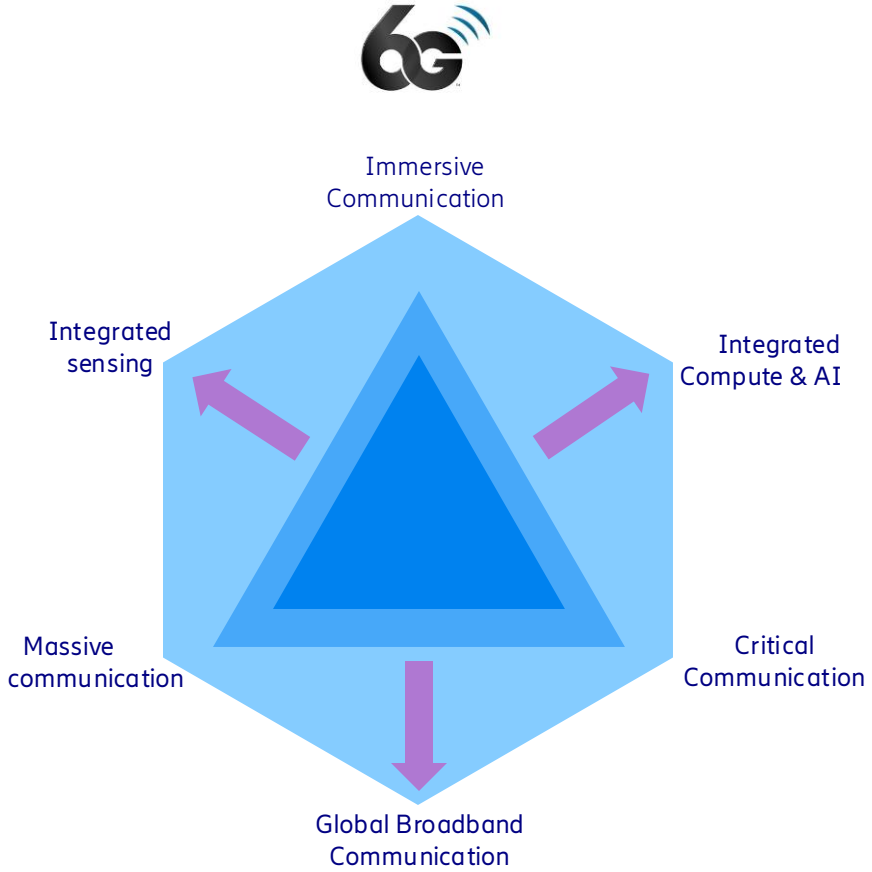 6G
Immersive
Communication
Integrated
sensing
Integrated
Compute & AI
Massive
communication
Critical
Communication
Global Broadband
Communication